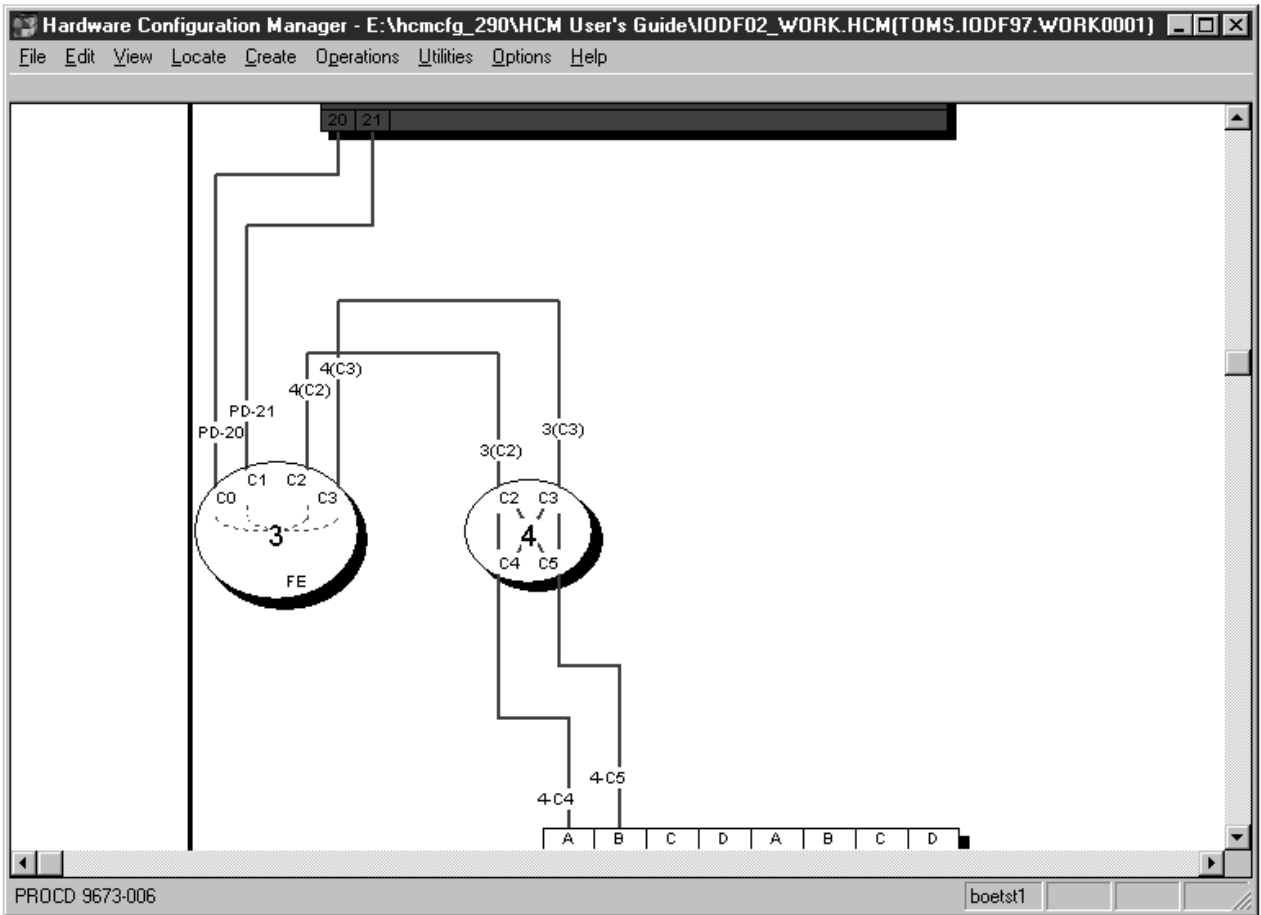 Hardware Configuration Manager - E:\hcmcfg_290\HCM User's Guide\IODF02_WORK.HCM(TOMS.IODF97.WORK0001)
File Edit View Locate Create Operations Utilities Options Help
20 21
4(C3)
4(C2)
PD-21
PD-20
3(C3)
3(C2)
C1 C2
C0 C3
3
FE
C2 C3
4
C4 C5
4-C5
4-C4
A B C D A B C D
PROCD 9673-006 boetst1